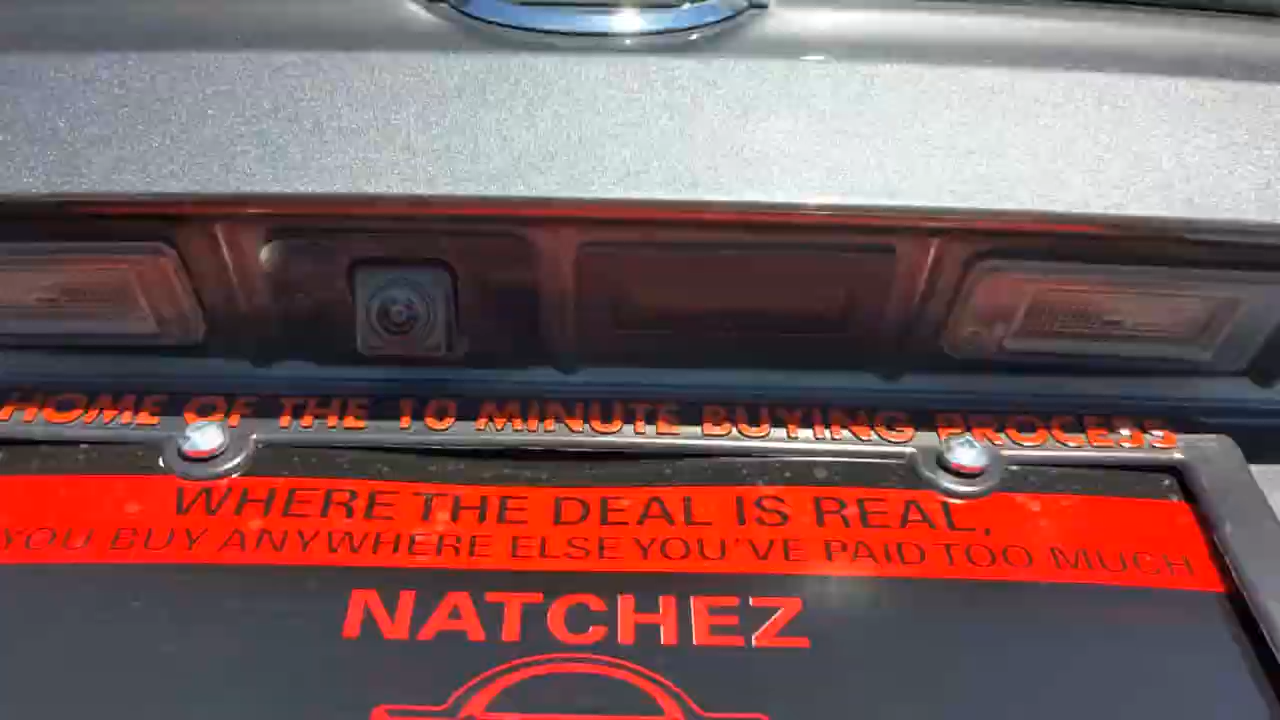 HOME OF THE 10 MINUTE BUYING PROCESS
WHERE THE DEAL IS REAL,
YOU BUY ANYWHERE ELSE YOU'VE PAID TOO MUCH
NATCHEZ